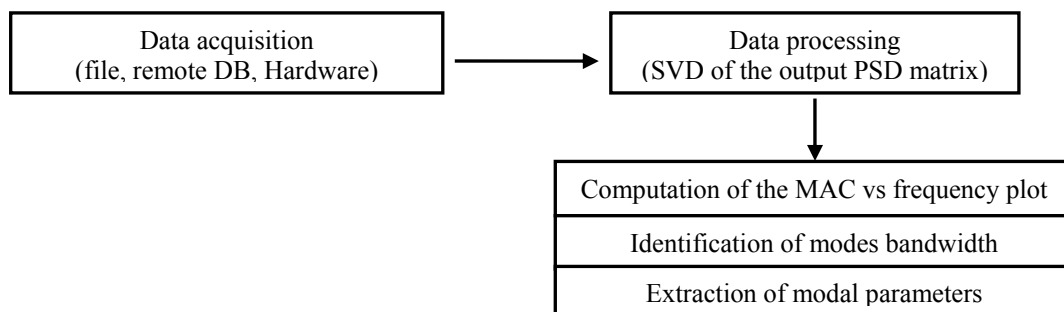 Data acquisition
(file, remote DB, Hardware)
Data processing
(SVD of the output PSD matrix)
Computation of the MAC vs frequency plot
Identification of modes bandwidth
Extraction of modal parameters